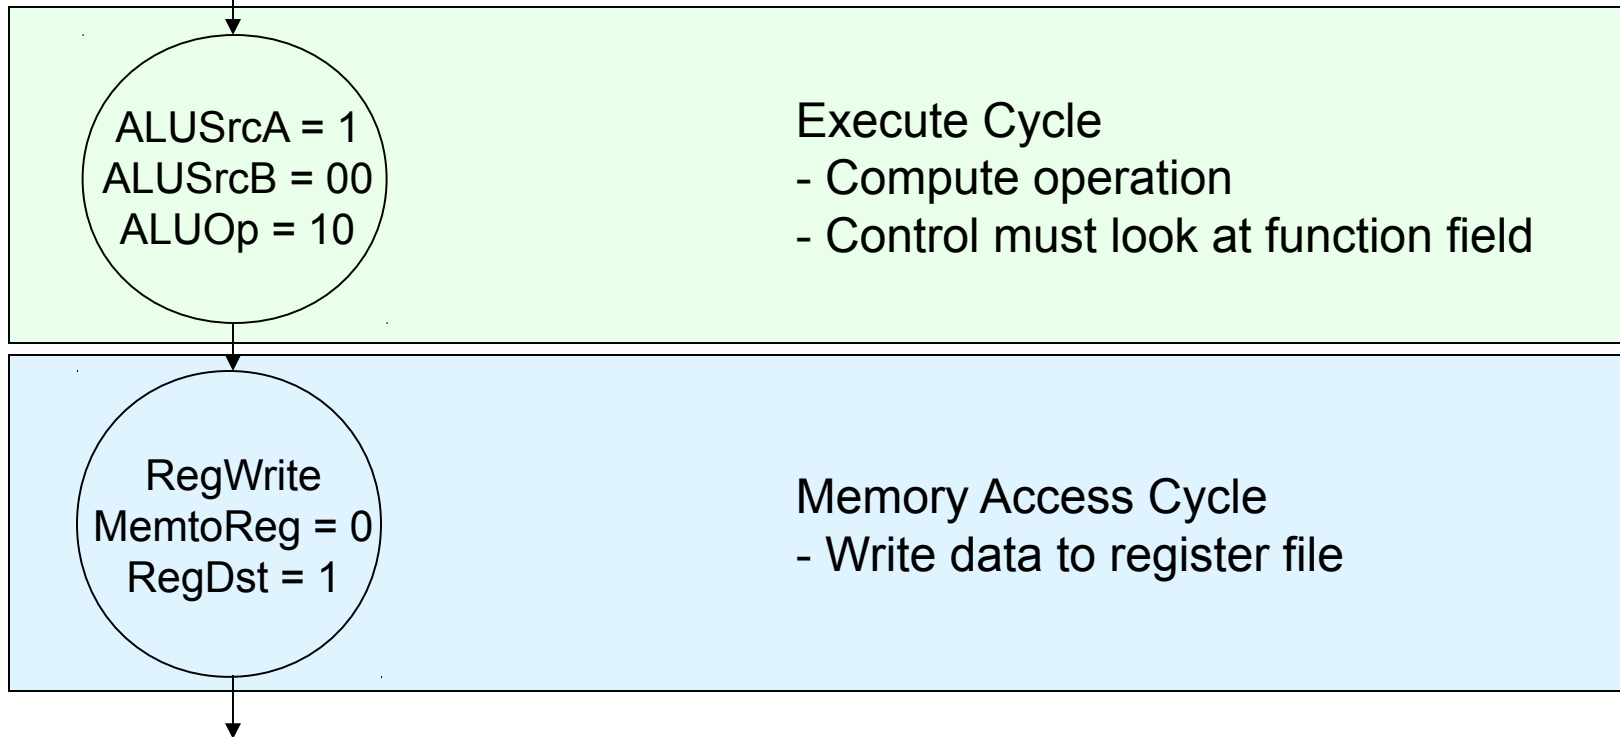 ALUSrcA = 1
ALUSrcB = 00
ALUOp = 10
Execute Cycle
- Compute operation
- Control must look at function field
RegWrite
MemtoReg = 0
RegDst = 1
Memory Access Cycle
- Write data to register file